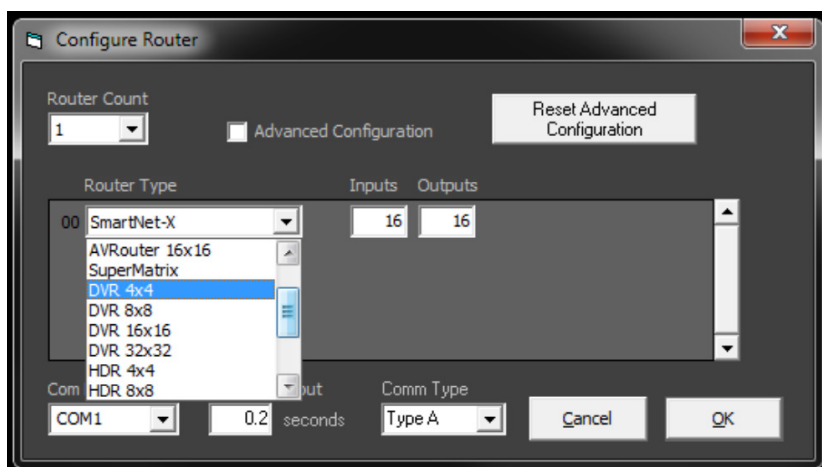 Configure Router
Router Count
1
Advanced Configuration
Reset Advanced
Configuration
Router Type Inputs Outputs
00 SmartNet-X 16 16
AVRouter 16x16
SuperMatrix
DVR 4x4
DVR 8x8
DVR 16x16
DVR 32x32
HDR 4x4
HDR 8x8
Com out Comm Type
COM1 0.2 seconds Type A Cancel OK